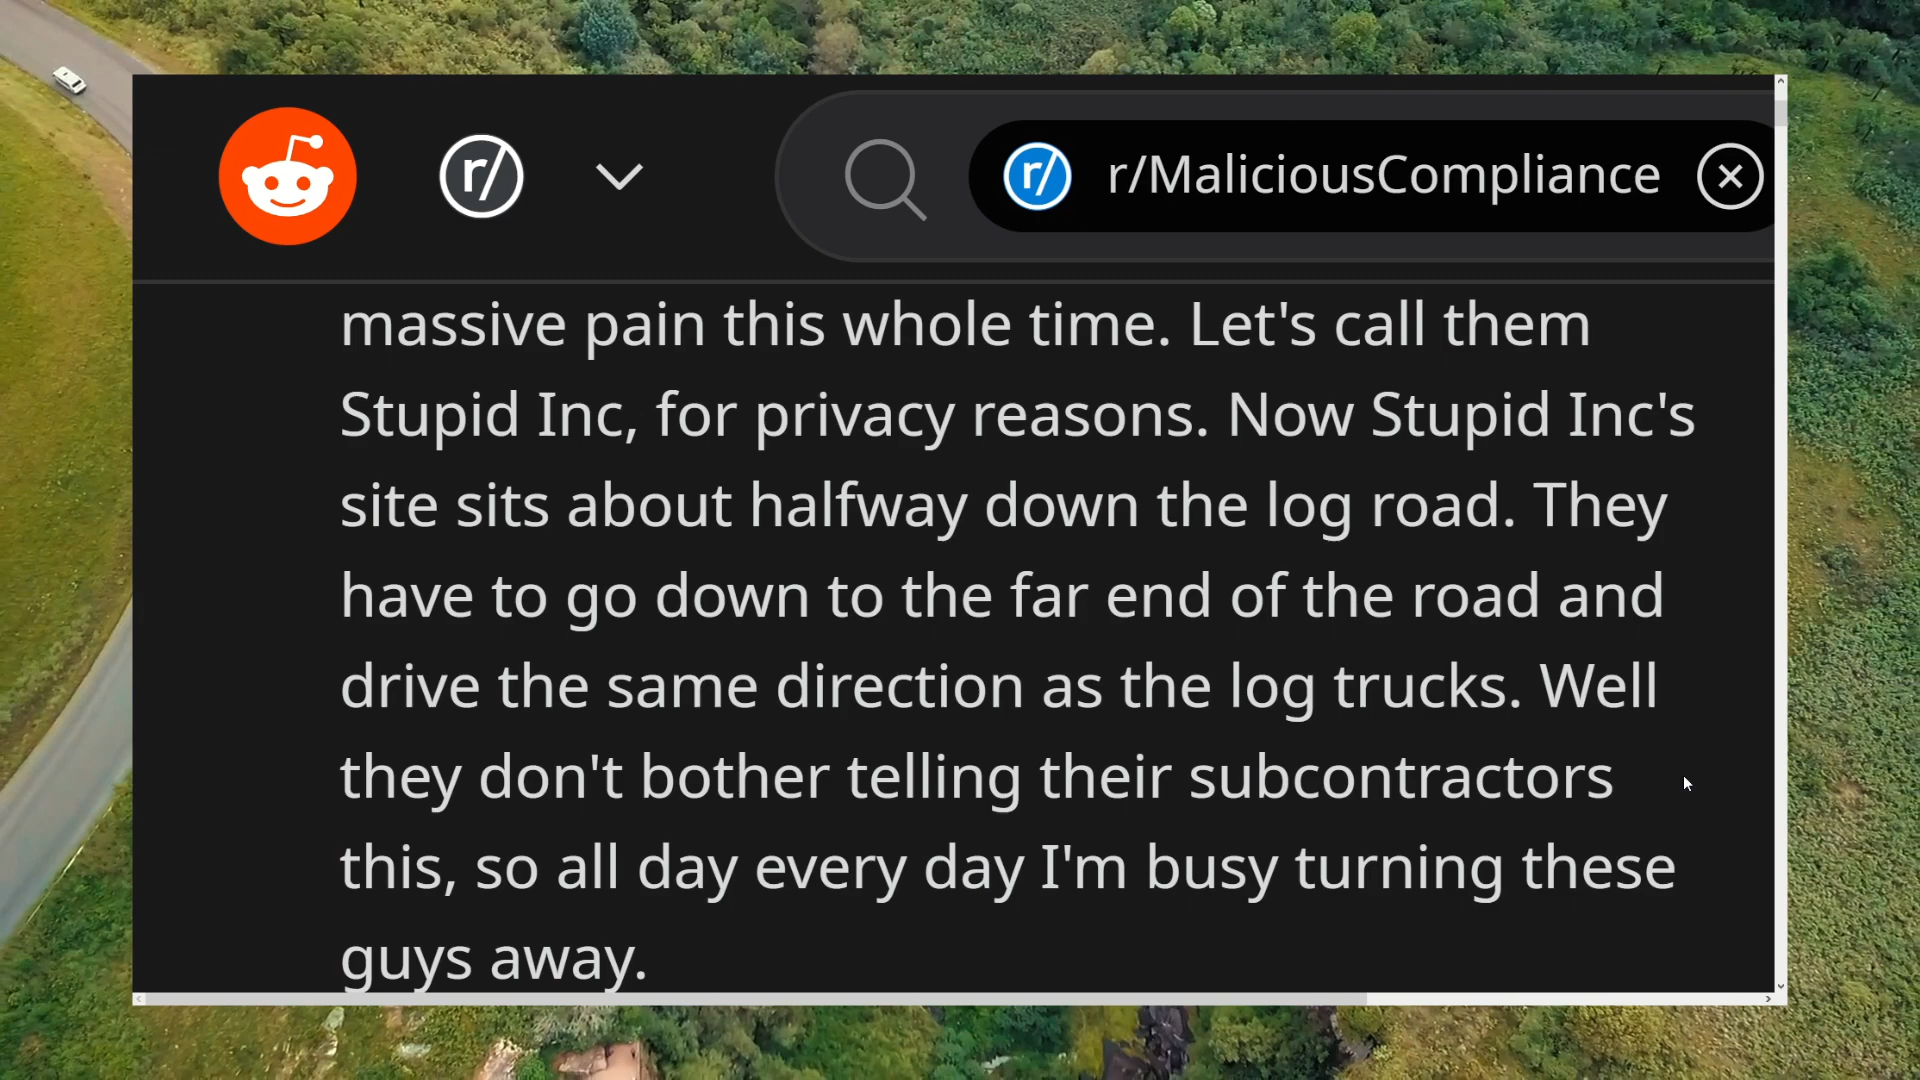 r/
r/ r/MaliciousCompliance
massive pain this whole time. Let's call them
Stupid Inc, for privacy reasons. Now Stupid Inc's
site sits about halfway down the log road. They
have to go down to the far end of the road and
drive the same direction as the log trucks. Well
they don't bother telling their subcontractors
this, so all day every day I'm busy turning these
guys away.